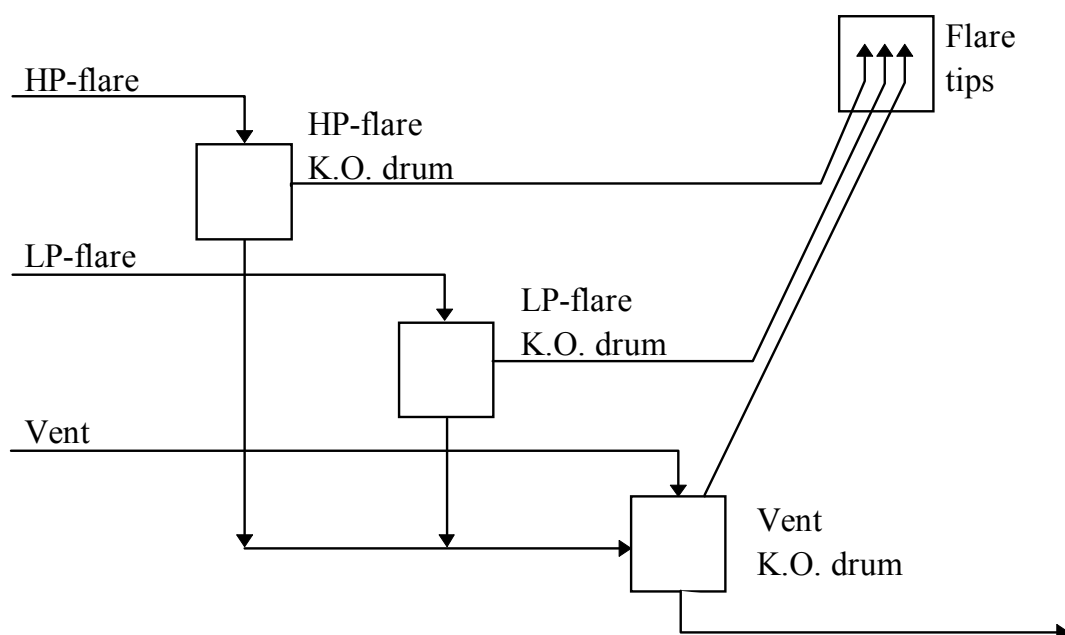 Flare
tips
HP-flare
HP-flare
K.O. drum
LP-flare
LP-flare
K.O. drum
Vent
Vent
K.O. drum